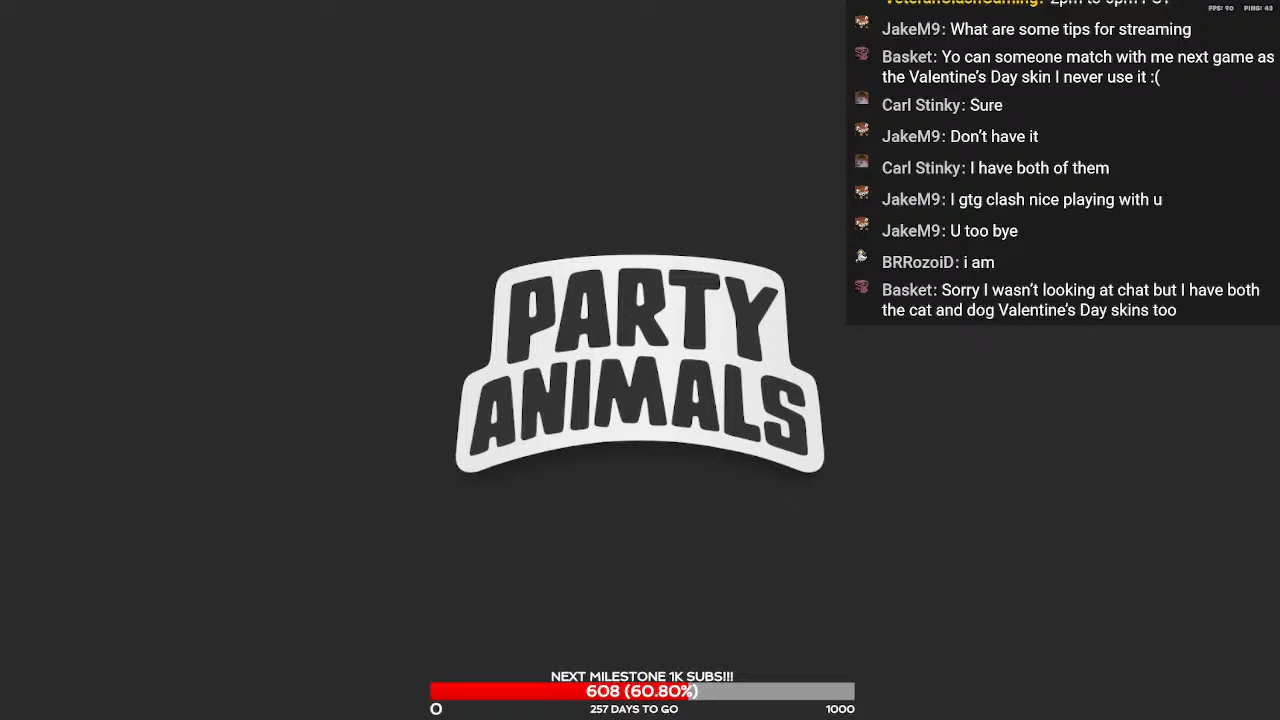 FPS: 90 PING: 43
JakeM9: What are some tips for streaming
Basket: Yo can someone match with me next game as
the Valentine’s Day skin I never use it :(
Carl Stinky: Sure
JakeM9: Don’t have it
Carl Stinky: I have both of them
JakeM9: I gtg clash nice playing with u
JakeM9: U too bye
BRRozoiD: i am
Basket: Sorry I wasn’t looking at chat but I have both
the cat and dog Valentine’s Day skins too
PARTY
ANIMALS
NEXT MILESTONE 1K SUBS!!!
608 (60.80%)
0 257 DAYS TO GO 1000